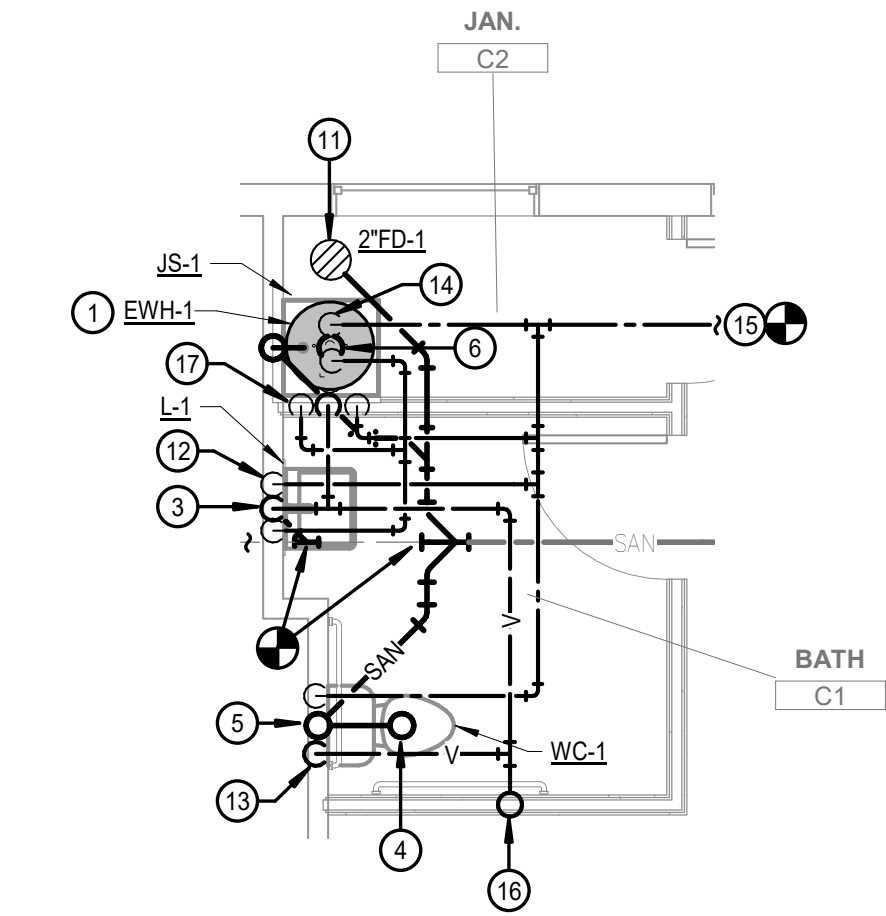 JAN.
C2
11
2"FD-1
JS-1
14
1
EWH-1
15
6
17
L-1
12
3
SAN
V
SAN
BATH
C1
5
WC-1
V
13
4
16